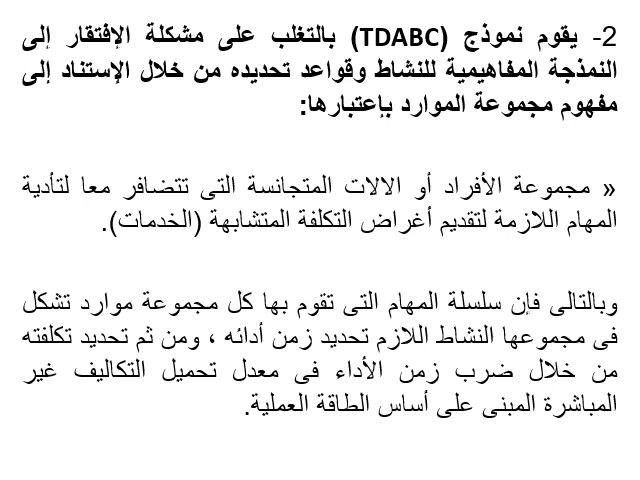 2- يقوم نموذج (TDABC) بالتغلب على مشكلة الإفتقار إلى
النمذجة المفاهيمية للنشاط وقواعد تحديده من خلال الإستناد إلى
مفهوم مجموعة الموارد بإعتبارها:
« مجموعة الأفراد أو الالات المتجانسة التى تتضافر معا لتأدية
المهام اللازمة لتقديم أغراض التكلفة المتشابهة (الخدمات).
وبالتالى فإن سلسلة المهام التى تقوم بها كل مجموعة موارد تشكل
فى مجموعها النشاط اللازم تحديد زمن أدائه ، ومن ثم تحديد تكلفته
من خلال ضرب زمن الأداء فى معدل تحميل التكاليف غير
المباشرة المبنى على أساس الطاقة العملية.